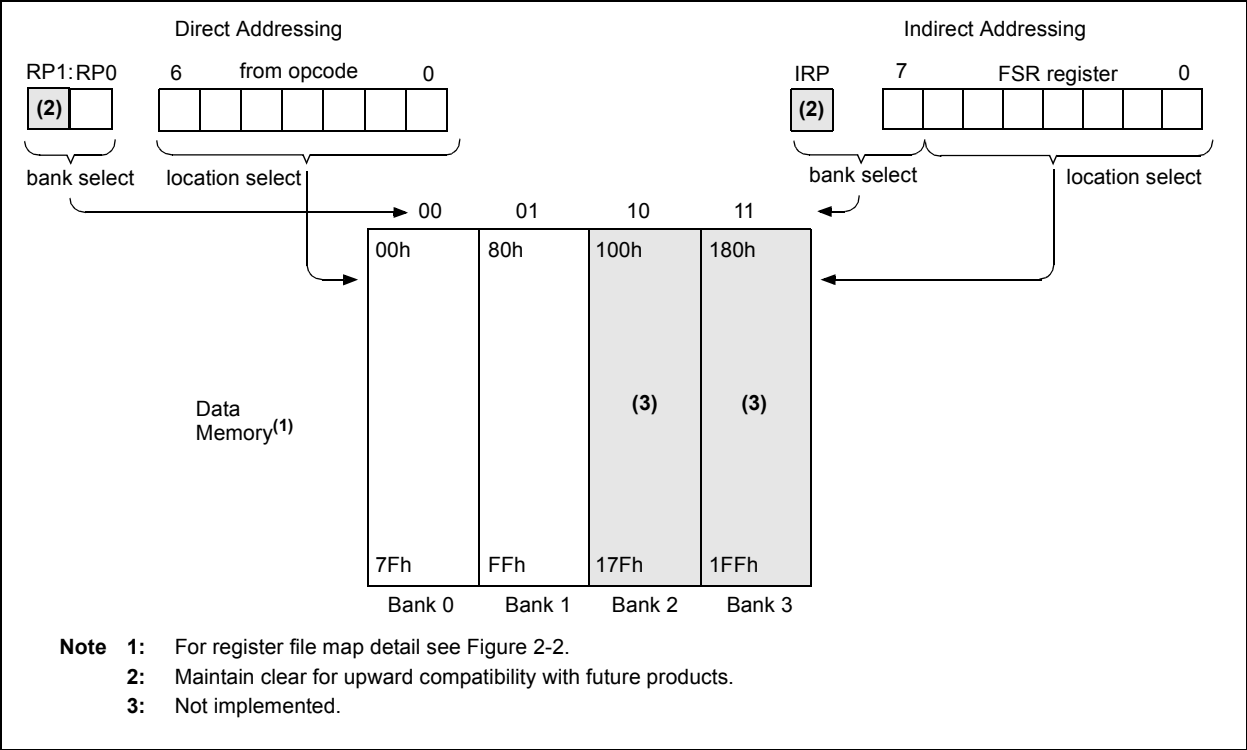 Direct Addressing
Indirect Addressing
RP1:RP0 6 from opcode 0
IRP 7 FSR register 0
(2)
(2)
bank select location select
bank select location select
00 01 10 11
00h 80h 100h 180h
(3) (3)
Data
Memory(1)
7Fh FFh 17Fh 1FFh
Bank 0 Bank 1 Bank 2 Bank 3
Note 1: For register file map detail see Figure 2-2.
2: Maintain clear for upward compatibility with future products.
3: Not implemented.